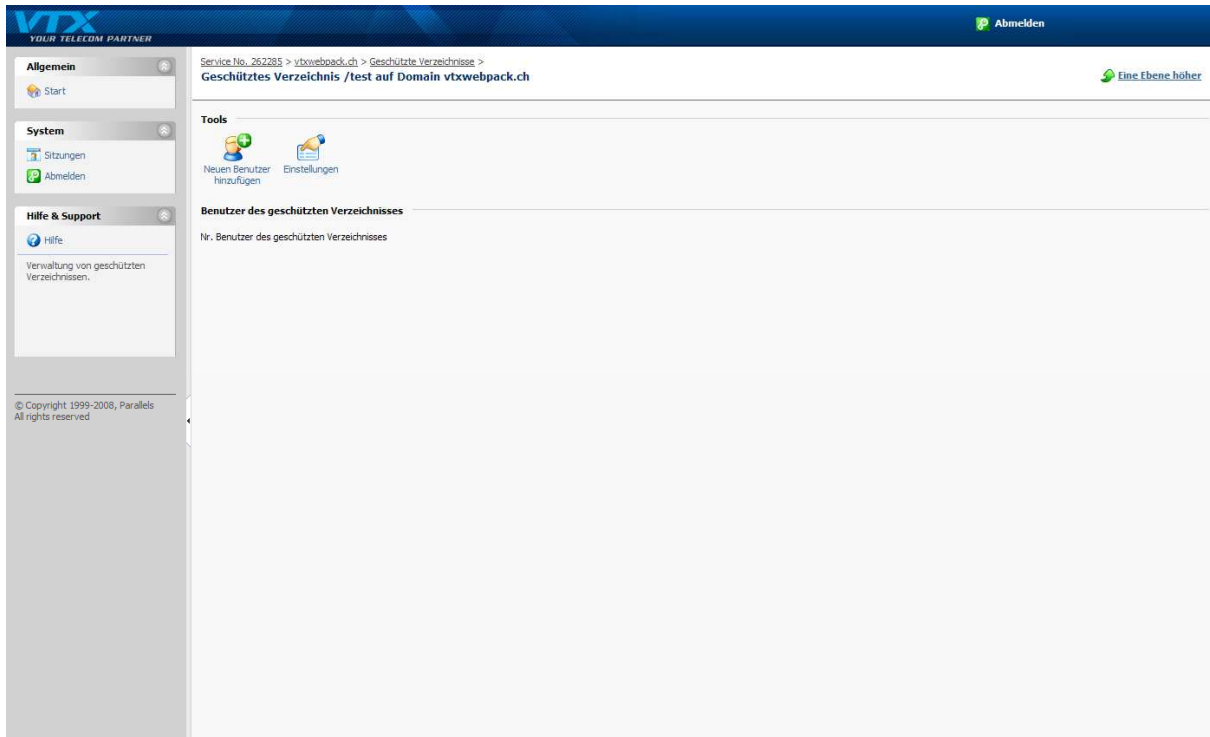 VTX
YOUR TELECOM PARTNER
Abmelden
Allgemein
Start
System
Sitzungen
Abmelden
Hilfe & Support
Hilfe
Verwaltung von geschützten
Verzeichnissen.
© Copyright 1999-2008, Parallels
All rights reserved
Service No. 262285 > vtxwebpack.ch > Geschützte Verzeichnisse >
Geschütztes Verzeichnis /test auf Domain vtxwebpack.ch
Eine Ebene höher
Tools
Neuen Benutzer
hinzufügen
Einstellungen
Benutzer des geschützten Verzeichnisses
Nr. Benutzer des geschützten Verzeichnisses